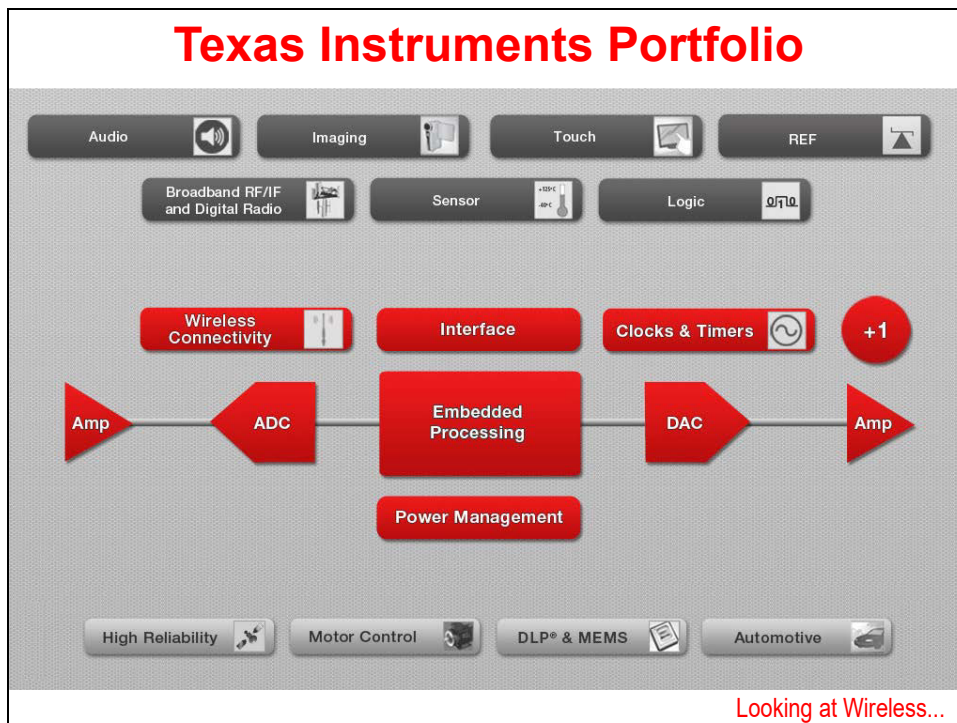 Texas Instruments Portfolio
Audio
Imaging
Touch
REF
Broadband RF/IF
and Digital Radio
Sensor
+125°C
Logic
Wireless
Connectivity
Interface
Clocks & Timers
+1
Amp
ADC
Embedded
Processing
DAC
Amp
Power Management
High Reliability
Motor Control
DLP® & MEMS
Automotive
Looking at Wireless...